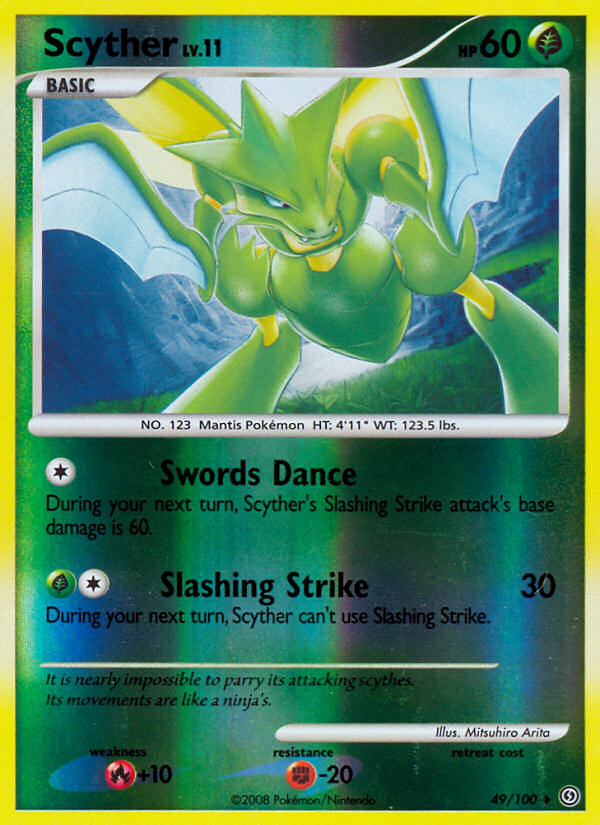 Scyther LV.11 HP 60
BASIC
NO. 123 Mantis Pokémon HT: 4'11" WT: 123.5 lbs.
Swords Dance
During your next turn, Scyther's Slashing Strike attack's base
damage is 60.
Slashing Strike 30
During your next turn, Scyther can't use Slashing Strike.
It is nearly impossible to parry its attacking scythes.
Its movements are like a ninja's.
Illus. Mitsuhiro Arita
weakness resistance retreat cost
+10 -20
©2008 Pokémon/Nintendo 49/100